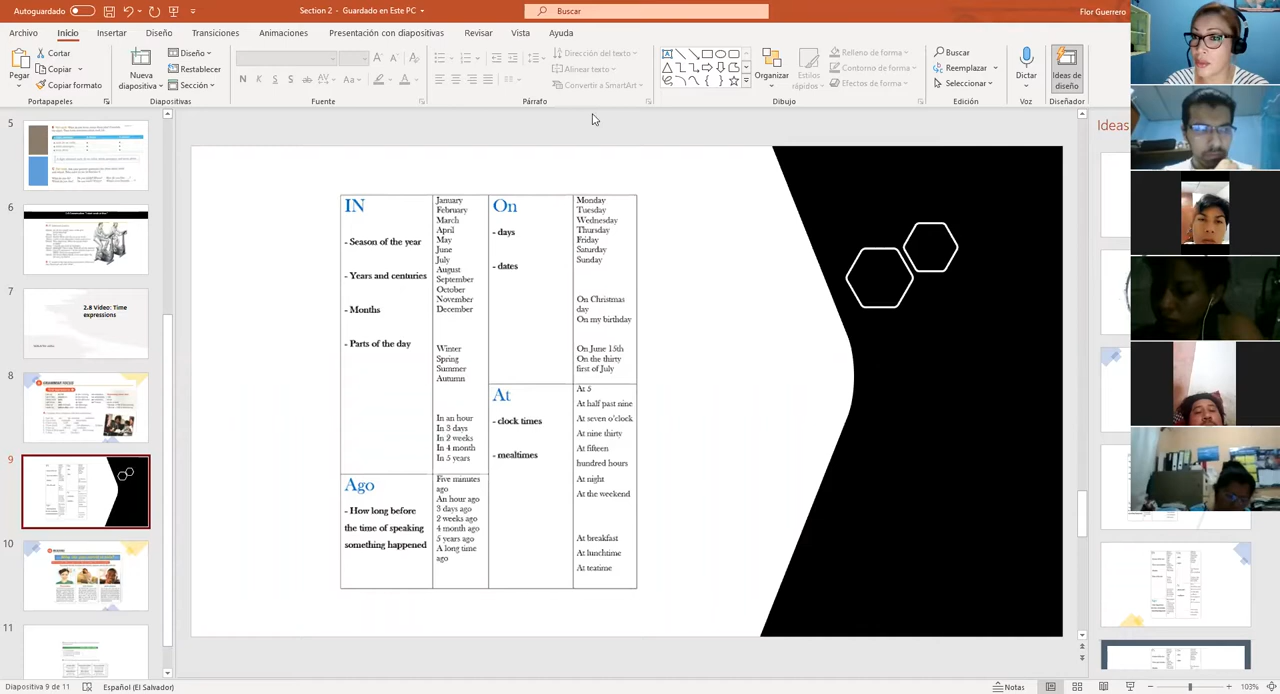 Autoguardado
Section 2 - Guardado en Este PC
Buscar
Flor Guerrero
Archivo
Inicio
Insertar
Diseño
Transiciones
Animaciones
Presentación con diapositivas
Revisar
Vista
Ayuda
Pegar
Cortar
Copiar
Copiar formato
Portapapeles
Nueva
diapositiva
Diseño
Restablecer
Sección
Diapositivas
N K S S ab AV Aa A
Fuente
Dirección del texto
Alinear texto
Convertir a SmartArt
Párrafo
Organizar
Estilos
rápidos
Relleno de forma
Contorno de forma
Efectos de forma
Dibujo
Buscar
Reemplazar
Seleccionar
Edición
Dictar
Voz
Ideas de
diseño
Diseñador
Ideas
5
6
7
2.8 Video: Time
expressions
8
9
10
11
IN
- Season of the year
- Years and centuries
- Months
- Parts of the day
January
February
March
April
May
June
July
August
September
October
November
December
Winter
Spring
Summer
Autumn
In an hour
In 3 days
In 2 weeks
In 4 month
In 5 years
On
- days
- dates
Monday
Tuesday
Wednesday
Thursday
Friday
Saturday
Sunday
On Christmas
day
On my birthday
On June 15th
On the thirty
first of July
At
- clock times
- mealtimes
At 5
At half past nine
At seven o'clock
At nine thirty
At fifteen
hundred hours
At night
At the weekend
At breakfast
At lunchtime
At teatime
Ago
- How long before
the time of speaking
something happened
Five minutes
ago
An hour ago
3 days ago
2 weeks ago
4 month ago
5 years ago
A long time
ago
Diapositiva 9 de 11
Español (El Salvador)
Notas
103%